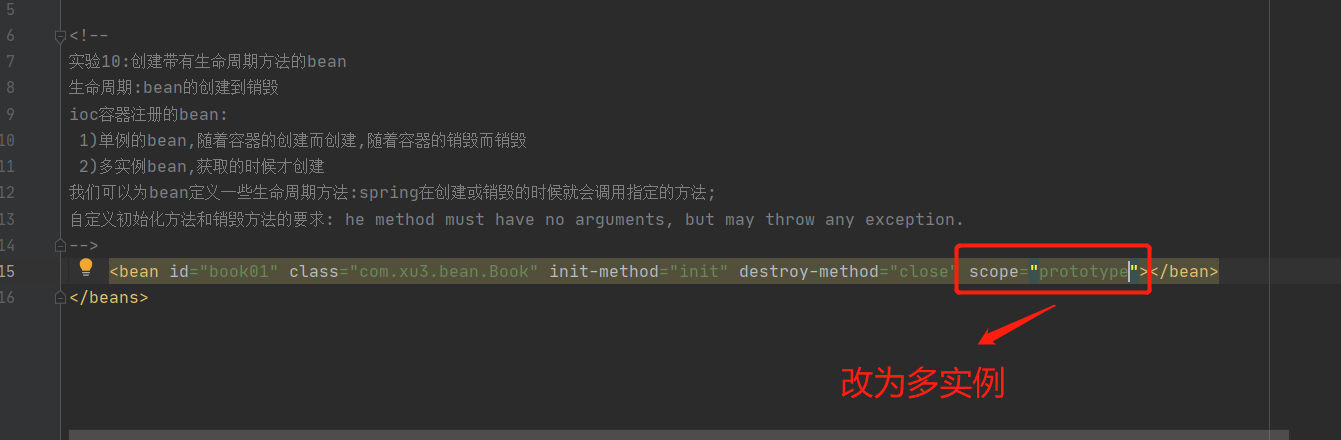 5
6 <!--
7 实验10:创建带有生命周期方法的bean
8 生命周期:bean的创建到销毁
9 ioc容器注册的bean:
10 1)单例的bean,随着容器的创建而创建,随着容器的销毁而销毁
11 2)多实例bean,获取的时候才创建
12 我们可以为bean定义一些生命周期方法:spring在创建或销毁的时候就会调用指定的方法;
13 自定义初始化方法和销毁方法的要求: he method must have no arguments, but may throw any exception.
14 -->
15 <bean id="book01" class="com.xu3.bean.Book" init-method="init" destroy-method="close" scope="prototype"></bean>
16 </beans>
改为多实例